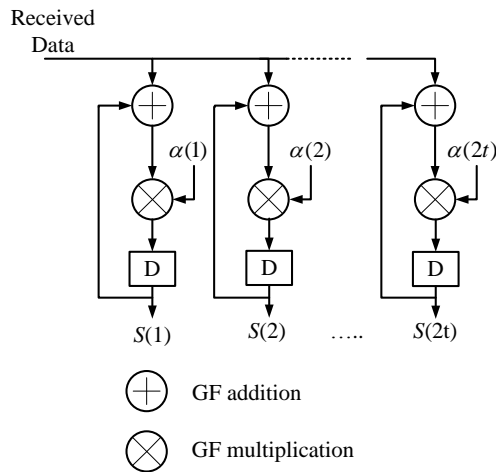 Received
Data
α(1)
α(2)
α(2t)
D
D
D
S(1)
S(2)
.....
S(2t)
GF addition
GF multiplication